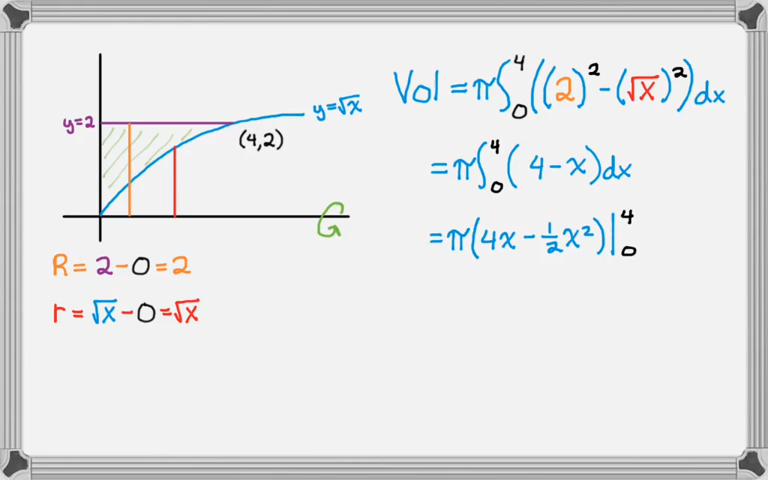 y=2
y=√x
(4,2)
R = 2 - 0 = 2
r = √x - 0 = √x
Vol = π∫₀⁴((2)² - (√x)²)dx
= π∫₀⁴(4 - x)dx
= π(4x - ½x²)|₀⁴